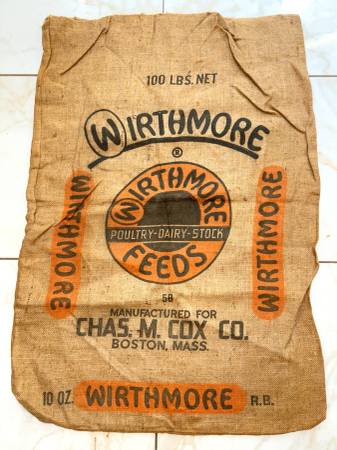 100 LBS. NET
WIRTHMORE
®
WIRTHMORE
POULTRY-DAIRY-STOCK
FEEDS
WIRTHMORE
WIRTHMORE
58
MANUFACTURED FOR
CHAS. M. COX CO.
BOSTON, MASS.
10 OZ. WIRTHMORE R.B.